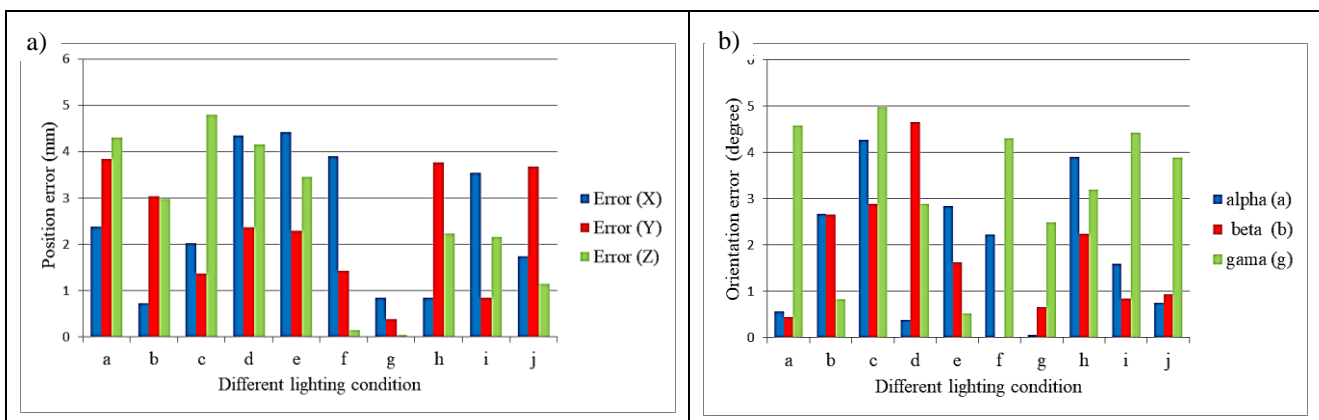 a)
6
5
4
3
2
1
0
Position error (mm)
a b c d e f g h i j
Different lighting condition
Error (X)
Error (Y)
Error (Z)
b)
6
5
4
3
2
1
0
Orientation error (degree)
a b c d e f g h i j
Different lighting condition
alpha (a)
beta (b)
gama (g)